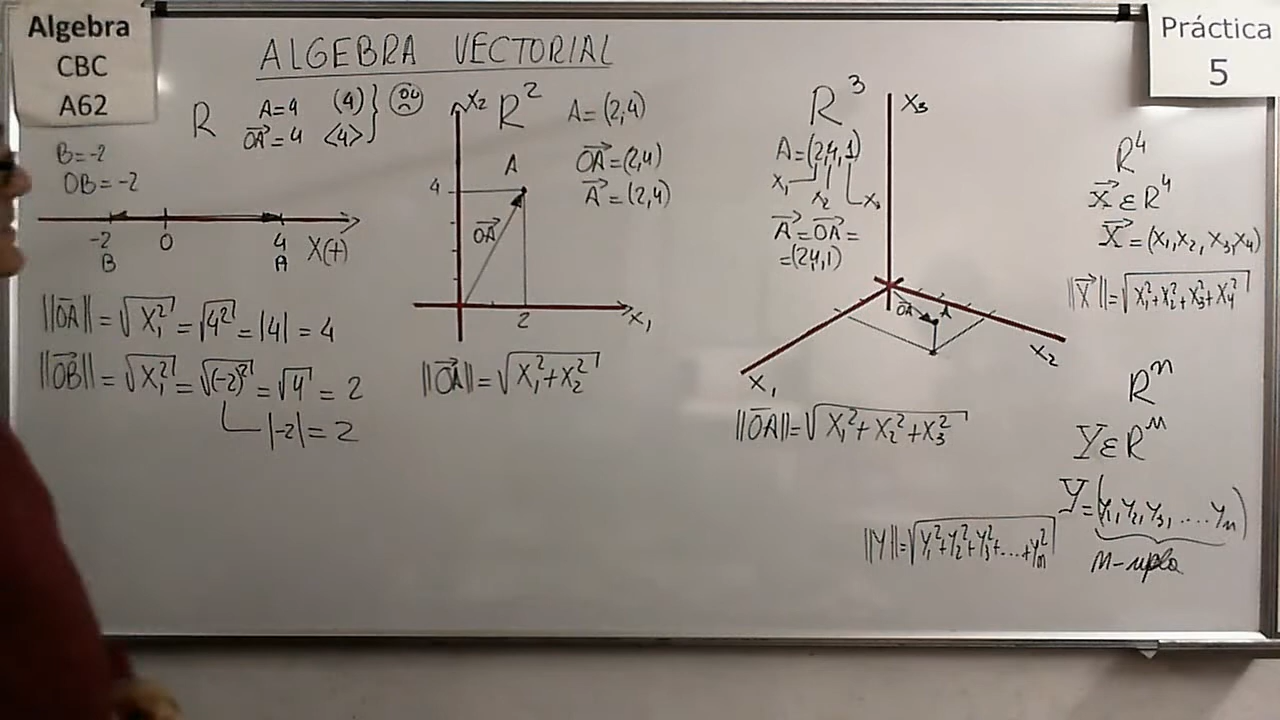 Algebra
CBC
A62
Práctica
5
ALGEBRA VECTORIAL
R
A=4 (4)
OA=4 <4>
B=-2
OB=-2
-2 0 4 X(+)
B A
||OA||=√X₁² = √4² = |4| = 4
||OB||=√X₁² = √(-2)² = √4 = 2
|-2|=2
X₂ R² A=(2,4)
OA=(2,4)
A=(2,4)
A
4
OA
2 X₁
||OA||=√X₁²+X₂²
R³ X₃
A=(2,4,1)
X₁ X₂ X₃
A=OA=
=(2,4,1)
OA A
X₁ X₂
||OA||=√X₁²+X₂²+X₃²
R⁴
X ε R⁴
X=(X₁,X₂,X₃,X₄)
||X||=√X₁²+X₂²+X₃²+X₄²
Rⁿ
Y ε Rⁿ
Y=(Y₁,Y₂,Y₃,....Yₙ)
n-upla
||Y||=√Y₁²+Y₂²+Y₃²+...+Yₙ²